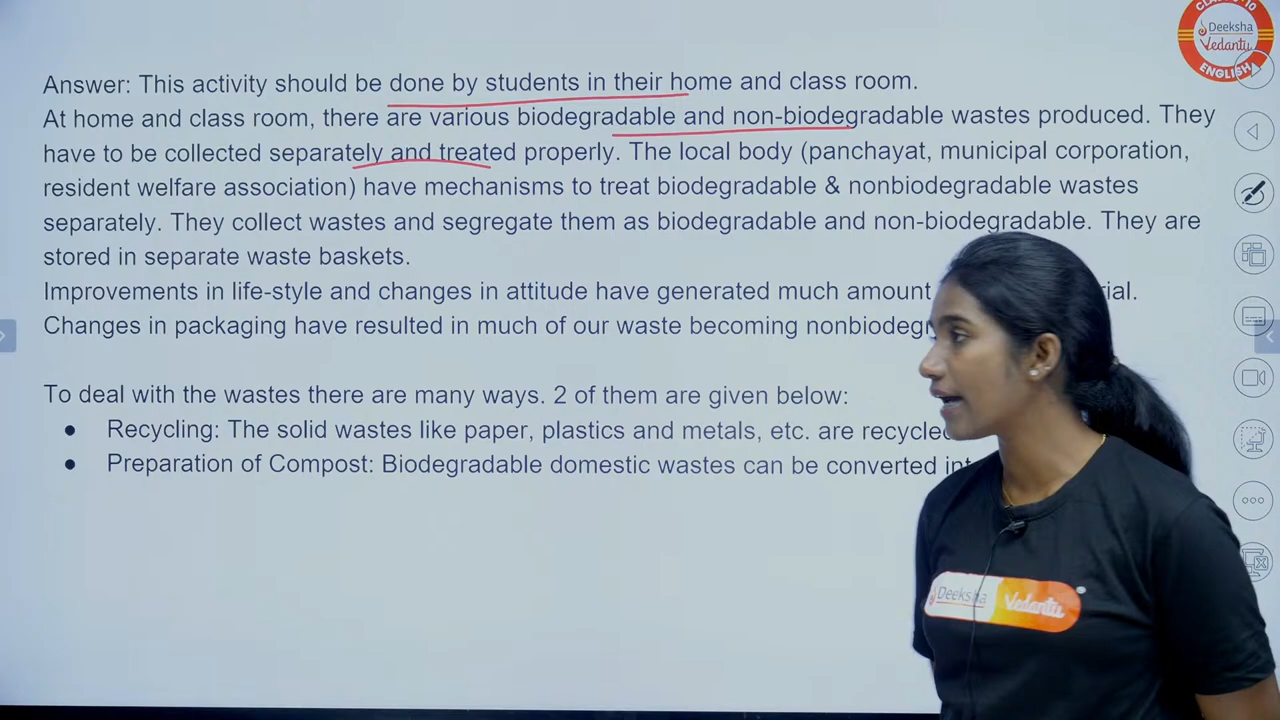 Answer: This activity should be done by students in their home and class room.
At home and class room, there are various biodegradable and non-biodegradable wastes produced. They
have to be collected separately and treated properly. The local body (panchayat, municipal corporation,
resident welfare association) have mechanisms to treat biodegradable & nonbiodegradable wastes
separately. They collect wastes and segregate them as biodegradable and non-biodegradable. They are
stored in separate waste baskets.
Improvements in life-style and changes in attitude have generated much amount
Changes in packaging have resulted in much of our waste becoming
To deal with the wastes there are many ways. 2 of them are given below:
● Recycling: The solid wastes like paper, plastics and metals, etc. are recycled
● Preparation of Compost: Biodegradable domestic wastes can be converted
Deeksha
Vedantu
ENGLISH
Deeksha Vedantu